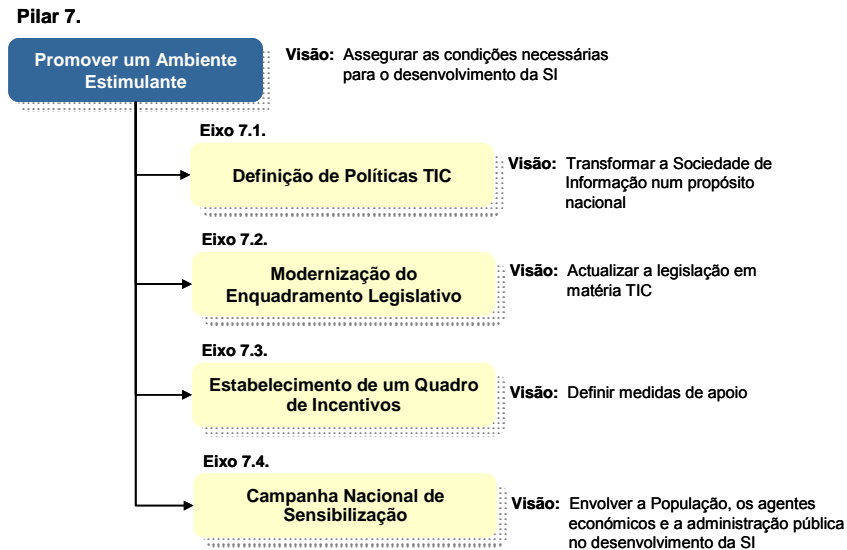 Pilar 7.
Promover um Ambiente
Estimulante
Visão: Assegurar as condições necessárias
para o desenvolvimento da SI
Eixo 7.1.
Definição de Políticas TIC
Visão: Transformar a Sociedade de
Informação num propósito
nacional
Eixo 7.2.
Modernização do
Enquadramento Legislativo
Visão: Actualizar a legislação em
matéria TIC
Eixo 7.3.
Estabelecimento de um Quadro
de Incentivos
Visão: Definir medidas de apoio
Eixo 7.4.
Campanha Nacional de
Sensibilização
Visão: Envolver a População, os agentes
económicos e a administração pública
no desenvolvimento da SI